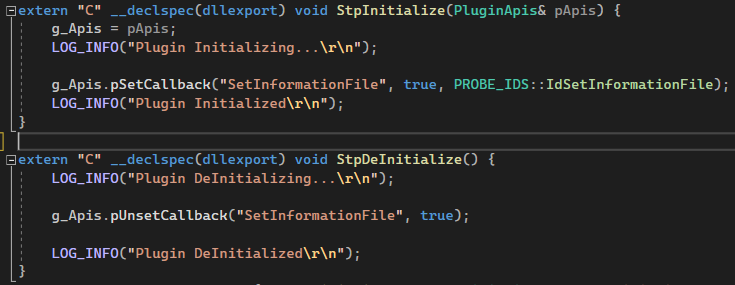 extern "C" __declspec(dllexport) void StpInitialize(PluginApis& pApis) {
g_Apis = pApis;
LOG_INFO("Plugin Initializing...\r\n");
g_Apis.pSetCallback("SetInformationFile", true, PROBE_IDS::IdSetInformationFile);
LOG_INFO("Plugin Initialized\r\n");
}
extern "C" __declspec(dllexport) void StpDeInitialize() {
LOG_INFO("Plugin DeInitializing...\r\n");
g_Apis.pUnsetCallback("SetInformationFile", true);
LOG_INFO("Plugin DeInitialized\r\n");
}